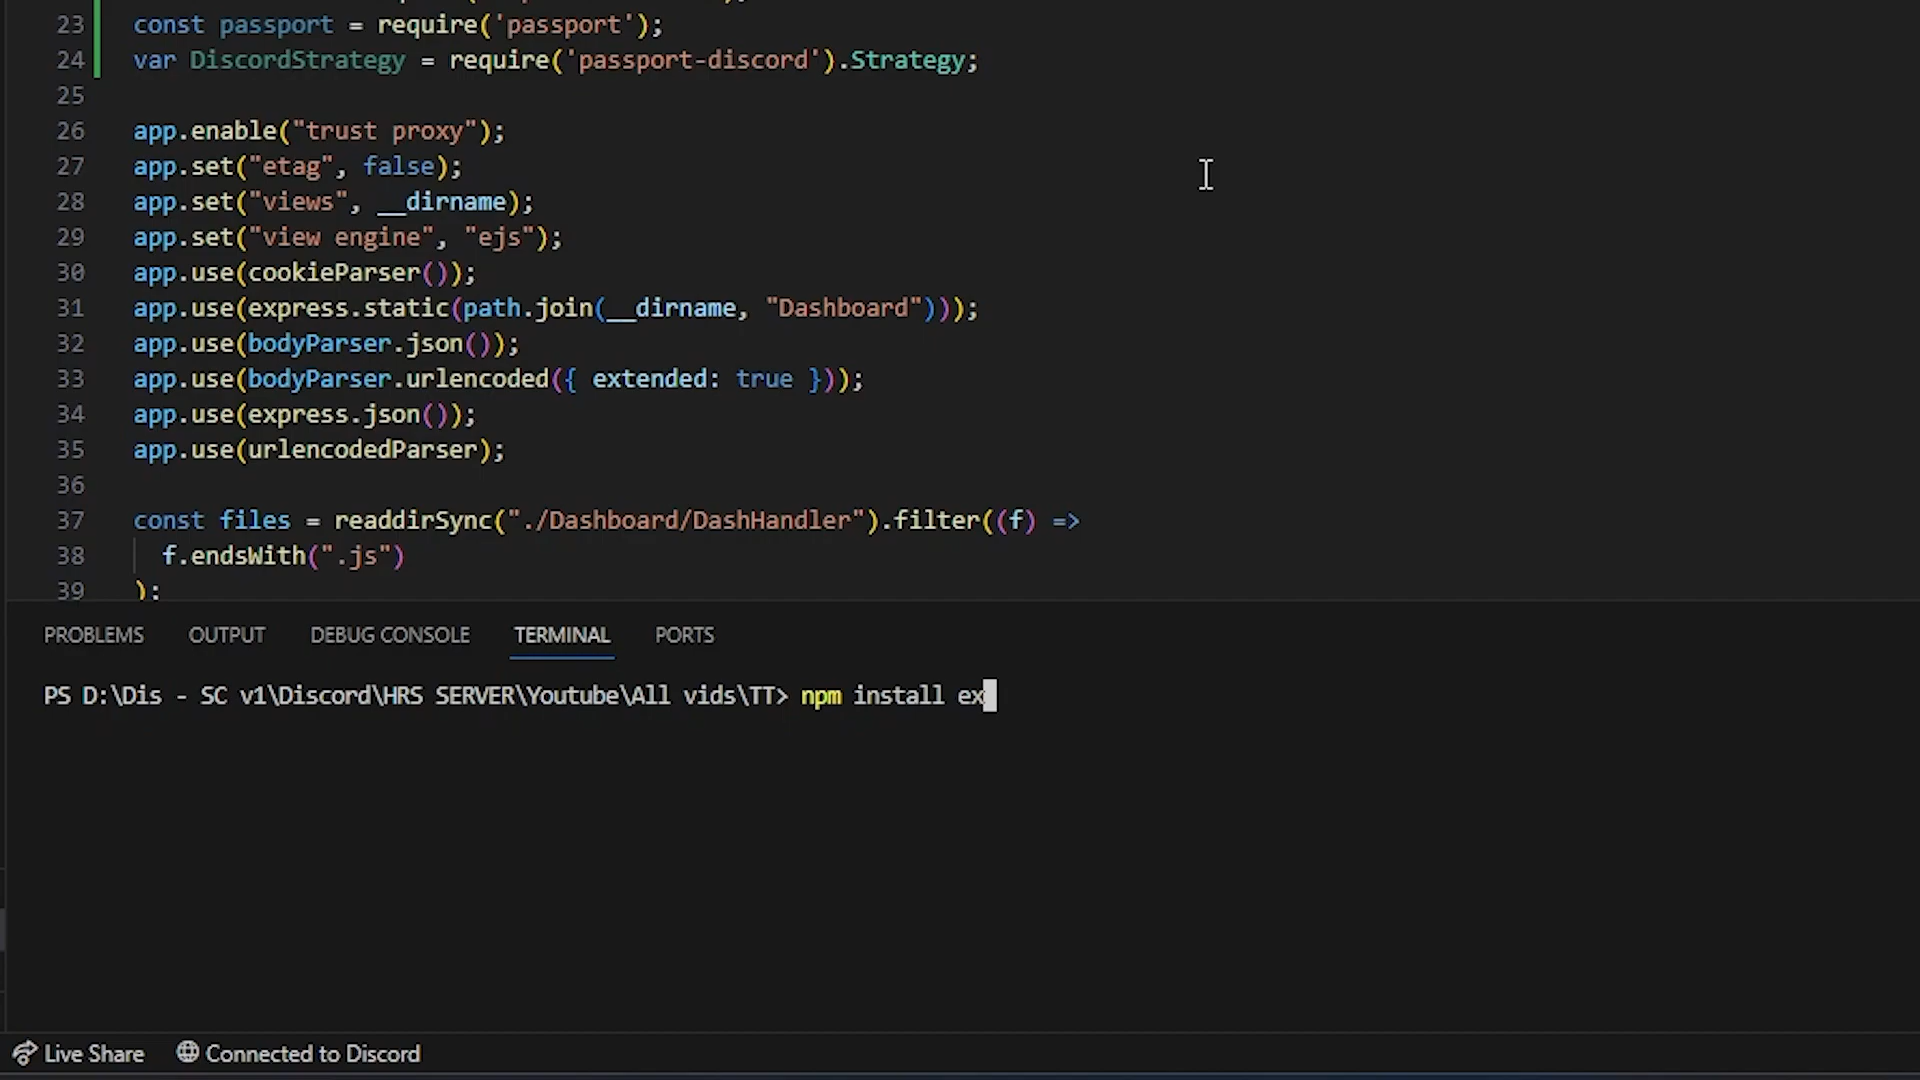 23 const passport = require('passport');
24 var DiscordStrategy = require('passport-discord').Strategy;
25
26 app.enable("trust proxy");
27 app.set("etag", false);
28 app.set("views", __dirname);
29 app.set("view engine", "ejs");
30 app.use(cookieParser());
31 app.use(express.static(path.join(__dirname, "Dashboard")));
32 app.use(bodyParser.json());
33 app.use(bodyParser.urlencoded({ extended: true }));
34 app.use(express.json());
35 app.use(urlencodedParser);
36
37 const files = readdirSync("./Dashboard/DashHandler").filter((f) =>
38 f.endsWith(".js")
39 );
PROBLEMS OUTPUT DEBUG CONSOLE TERMINAL PORTS
PS D:\Dis - SC v1\Discord\HRS SERVER\Youtube\All vids\TT> npm install ex
Live Share Connected to Discord